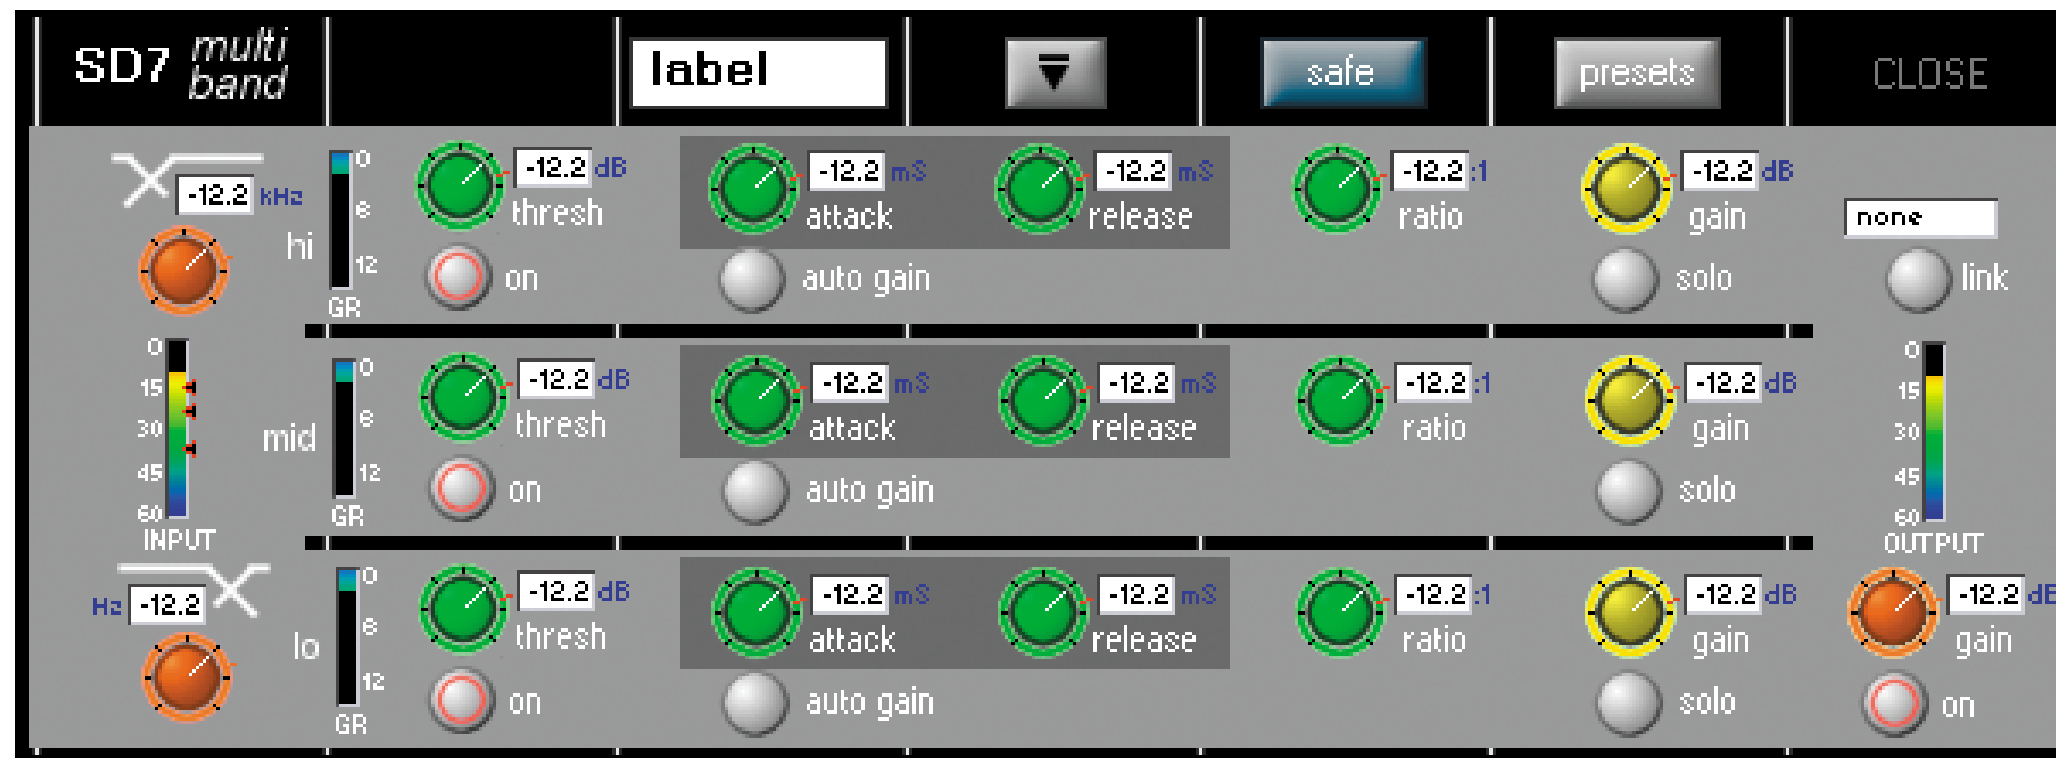 SD7 multi band
label
safe
presets
CLOSE
-12.2 kHz
hi
0
6
12
GR
-12.2 dB
thresh
on
-12.2 mS
attack
auto gain
-12.2 mS
release
-12.2 :1
ratio
-12.2 dB
gain
solo
none
link
0
15
30
45
60
INPUT
mid
0
6
12
GR
-12.2 dB
thresh
on
-12.2 mS
attack
auto gain
-12.2 mS
release
-12.2 :1
ratio
-12.2 dB
gain
solo
0
15
30
45
60
OUTPUT
Hz -12.2
lo
0
6
12
GR
-12.2 dB
thresh
on
-12.2 mS
attack
auto gain
-12.2 mS
release
-12.2 :1
ratio
-12.2 dB
gain
solo
-12.2 dB
gain
on